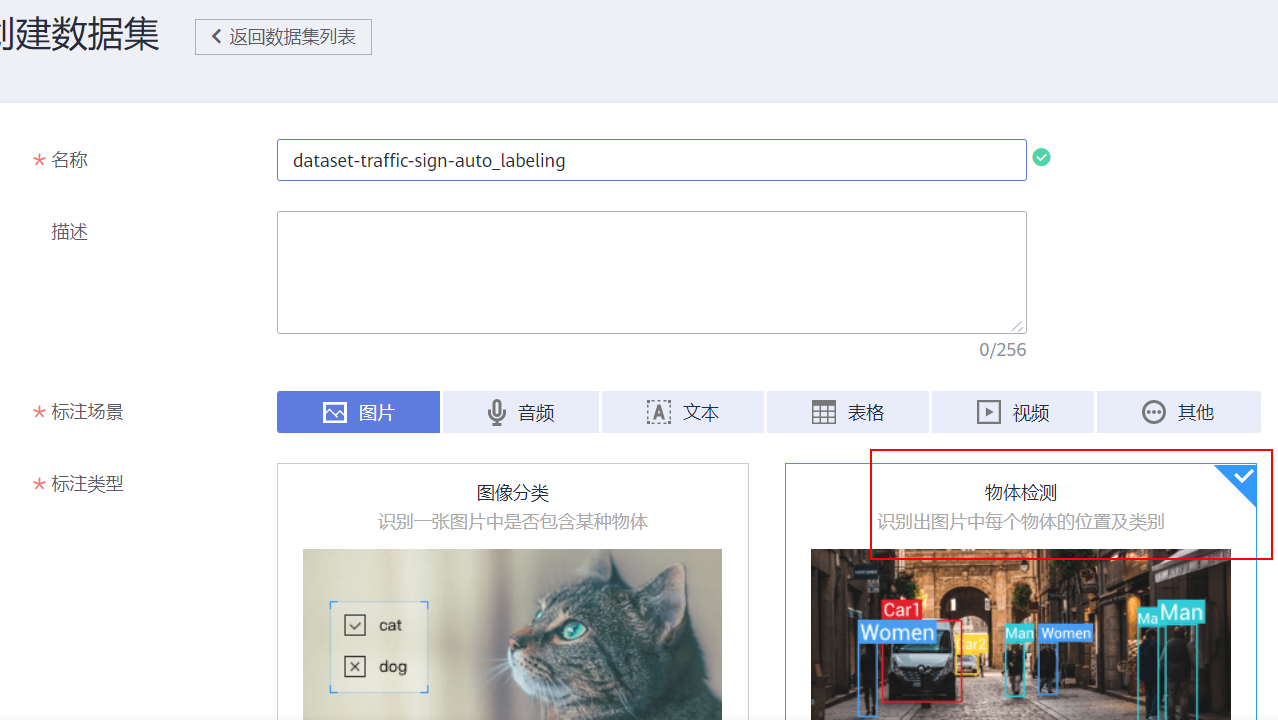 创建数据集
返回数据集列表
* 名称
dataset-traffic-sign-auto_labeling
描述
0/256
* 标注场景
图片 音频 文本 表格 视频 其他
* 标注类型
图像分类
识别一张图片中是否包含某种物体
cat
dog
物体检测
识别出图片中每个物体的位置及类别
Car1
Women
Car2
Man
Women
Ma
Man